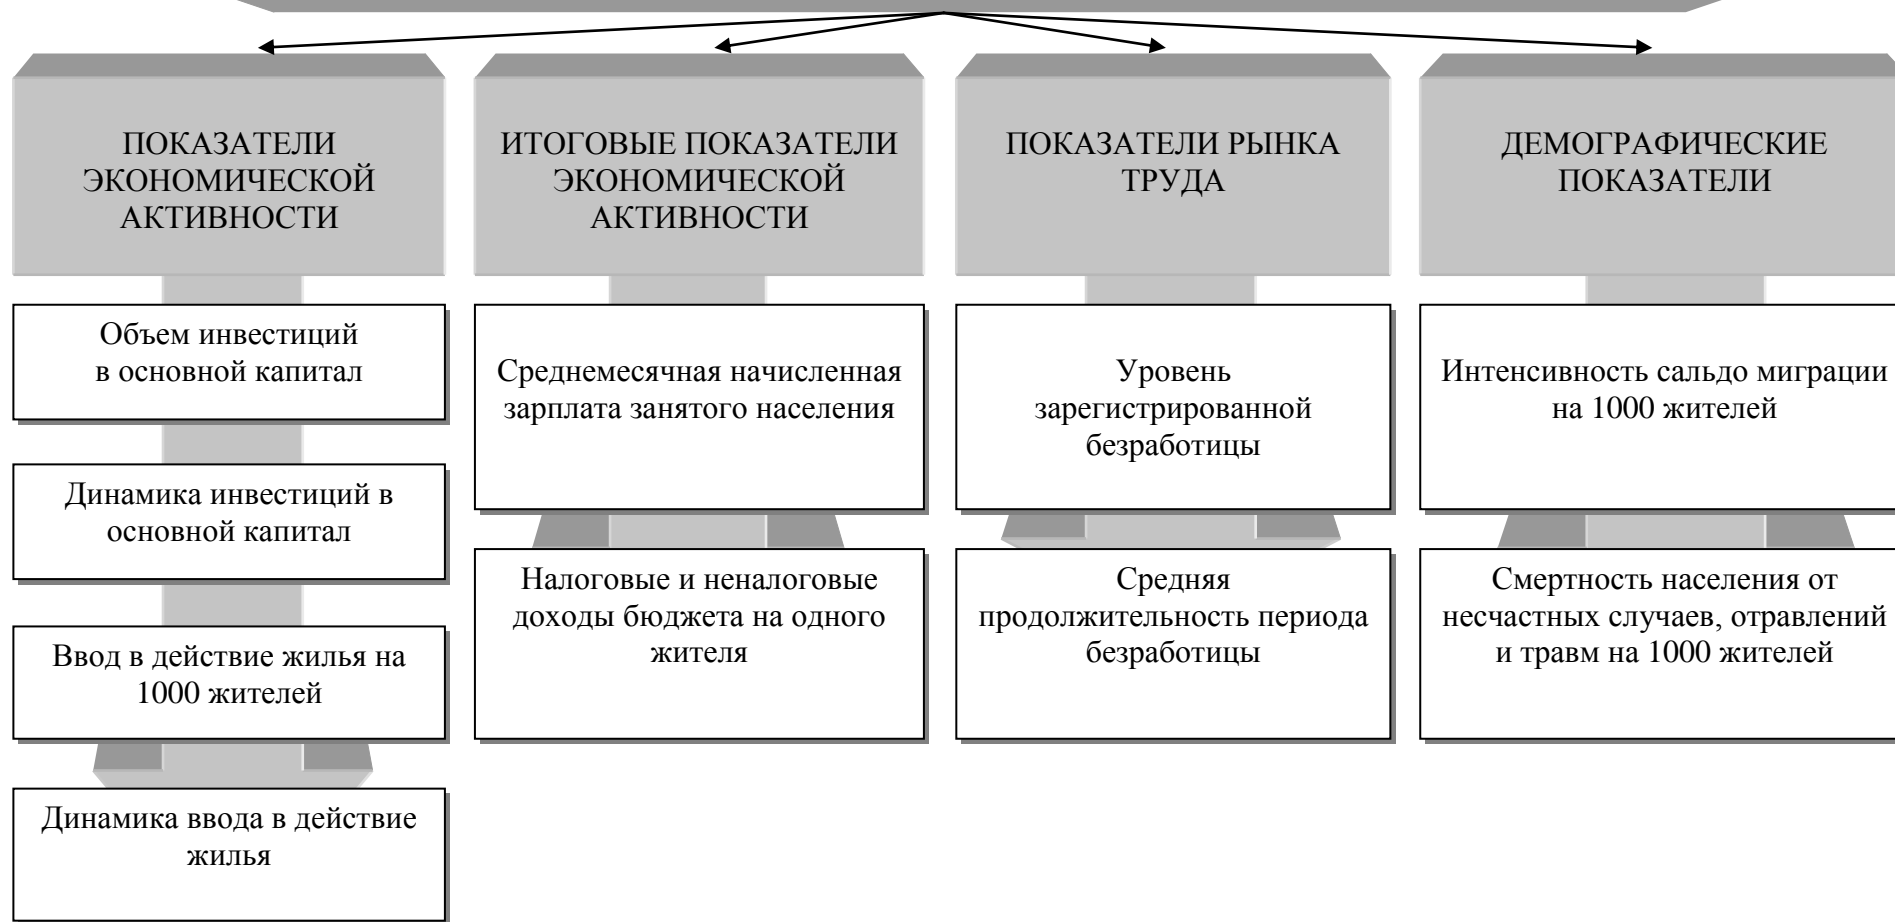 ПОКАЗАТЕЛИ
ЭКОНОМИЧЕСКОЙ
АКТИВНОСТИ
ИТОГОВЫЕ ПОКАЗАТЕЛИ
ЭКОНОМИЧЕСКОЙ
АКТИВНОСТИ
ПОКАЗАТЕЛИ РЫНКА
ТРУДА
ДЕМОГРАФИЧЕСКИЕ
ПОКАЗАТЕЛИ
Объем инвестиций
в основной капитал
Динамика инвестиций в
основной капитал
Ввод в действие жилья на
1000 жителей
Динамика ввода в действие
жилья
Среднемесячная начисленная
зарплата занятого населения
Налоговые и неналоговые
доходы бюджета на одного
жителя
Уровень
зарегистрированной
безработицы
Средняя
продолжительность периода
безработицы
Интенсивность сальдо миграции
на 1000 жителей
Смертность населения от
несчастных случаев, отравлений
и травм на 1000 жителей